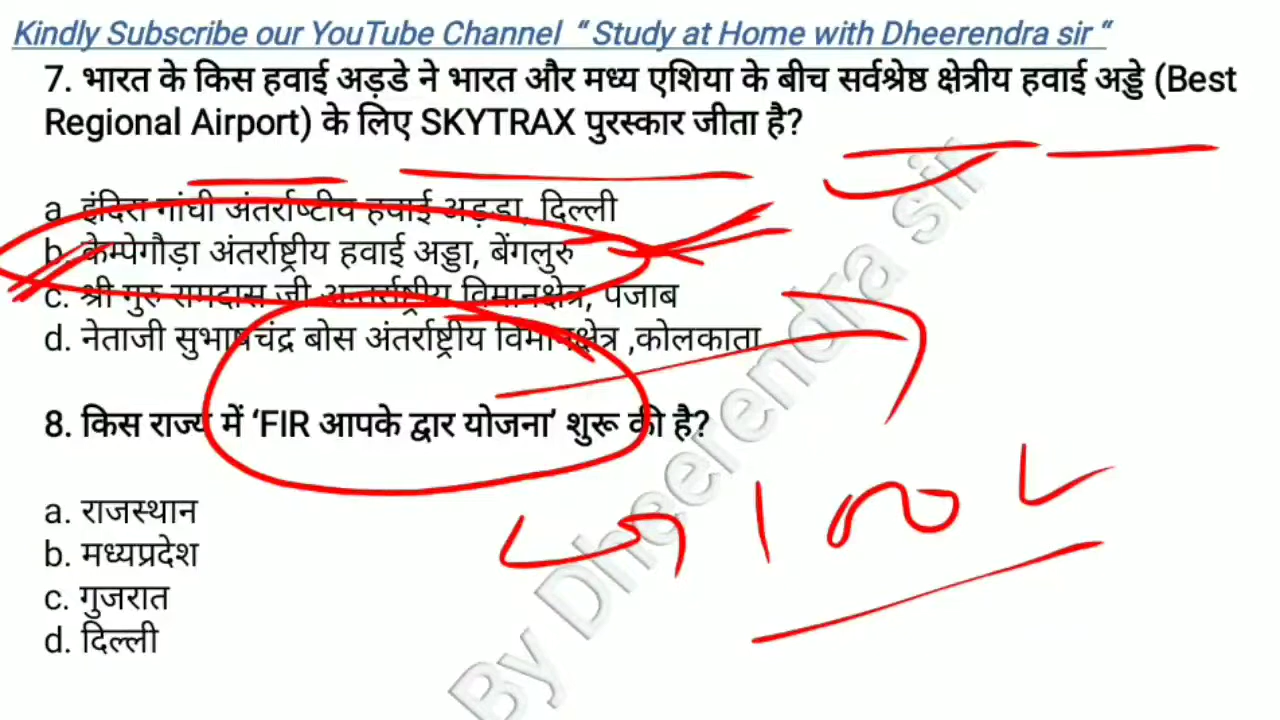 Kindly Subscribe our YouTube Channel “ Study at Home with Dheerendra sir “
7. भारत के किस हवाई अड़डे ने भारत और मध्य एशिया के बीच सर्वश्रेष्ठ क्षेत्रीय हवाई अड्डे (Best
Regional Airport) के लिए SKYTRAX पुरस्कार जीता है?
a. इंदिरा गांधी अंतर्राष्टीय हवाई अड़डा, दिल्ली
b. केम्पेगौड़ा अंतर्राष्ट्रीय हवाई अड्डा, बेंगलुरु
c. श्री गुरु रामदास जी अन्तर्राष्ट्रीय विमानक्षेत्र, पंजाब
d. नेताजी सुभाषचंद्र बोस अंतर्राष्ट्रीय विमानक्षेत्र ,कोलकाता
8. किस राज्य में ‘FIR आपके द्वार योजना’ शुरू की है?
a. राजस्थान
b. मध्यप्रदेश
c. गुजरात
d. दिल्ली
By Dheerendra sir